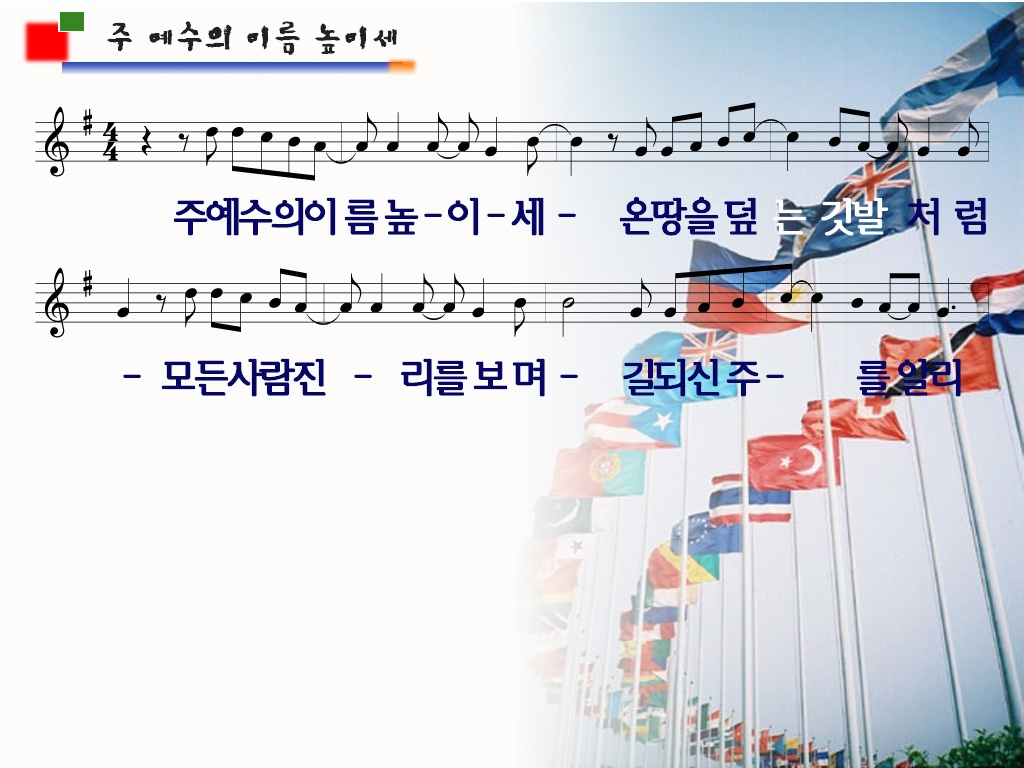 주 예수의 이름 높이세
주예수의이 름 높 - 이 - 세 - 온땅을 덮 는 깃발 처 럼
- 모든사람진 - 리를 보 며 - 길되신 주 - 를 알리